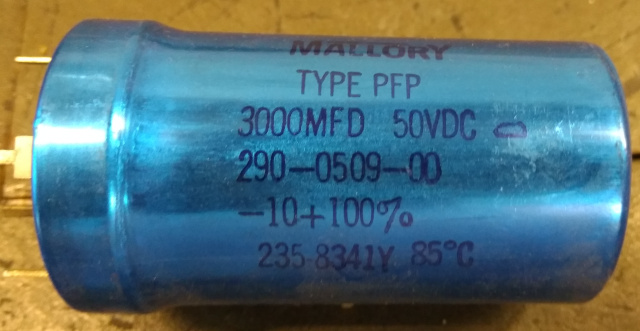 MALLORY
TYPE PFP
3000MFD 50VDC
290-0509-00
-10+100%
235-8341Y 85°C